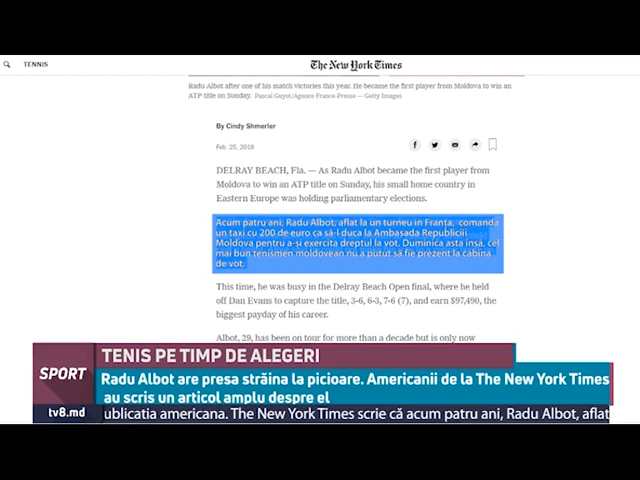 TENNIS
The New York Times
Radu Albot after one of his match victories this year. He became the first player from Moldova to win an
ATP title on Sunday. Pascal Guyot/Agence France-Presse — Getty Images
By Cindy Shmerler
Feb. 25, 2019
DELRAY BEACH, Fla. — As Radu Albot became the first player from
Moldova to win an ATP title on Sunday, his small home country in
Eastern Europe was holding parliamentary elections.
Acum patru ani, Radu Albot, aflat la un turneu în Franța, comanda
un taxi cu 200 de euro ca să-l ducă la Ambasada Republicii
Moldova pentru a-și exercita dreptul la vot. Duminica asta însă, cel
mai bun tenismen moldovean nu a putut să fie prezent la cabina
de vot.
This time, he was busy in the Delray Beach Open final, where he held
off Dan Evans to capture the title, 3-6, 6-3, 7-6 (7), and earn $97,490, the
biggest payday of his career.
Albot, 29, has been on tour for more than a decade but is only now
SPORT
TENIS PE TIMP DE ALEGERI
Radu Albot are presa străina la picioare. Americanii de la The New York Times
au scris un articol amplu despre el
tv8.md
ublicatia americana. The New York Times scrie că acum patru ani, Radu Albot, aflat